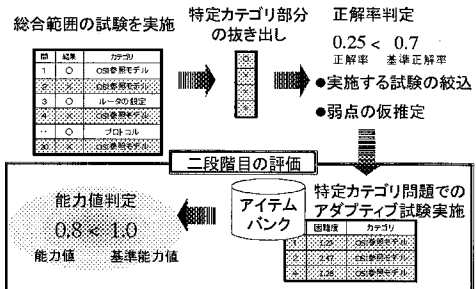 総合範囲の試験を実施
問 結果 カテゴリ
1 ○ OSI参照モデル
2 × OSI参照モデル
3 ○ ルータの設定
4 × OSI参照モデル
‥ ○ プロトコル
30 × OSI参照モデル
特定カテゴリ部分
の抜き出し
正解率判定
0.25 < 0.7
正解率 基準正解率
●実施する試験の絞込
●弱点の仮推定
二段階目の評価
能力値判定
0.8 < 1.0
能力値 基準能力値
アイテム
バンク
特定カテゴリ問題での
アダプティブ試験実施
困難度 カテゴリ
1 1.23 OSI参照モデル
2 2.47 OSI参照モデル
4 1.28 OSI参照モデル